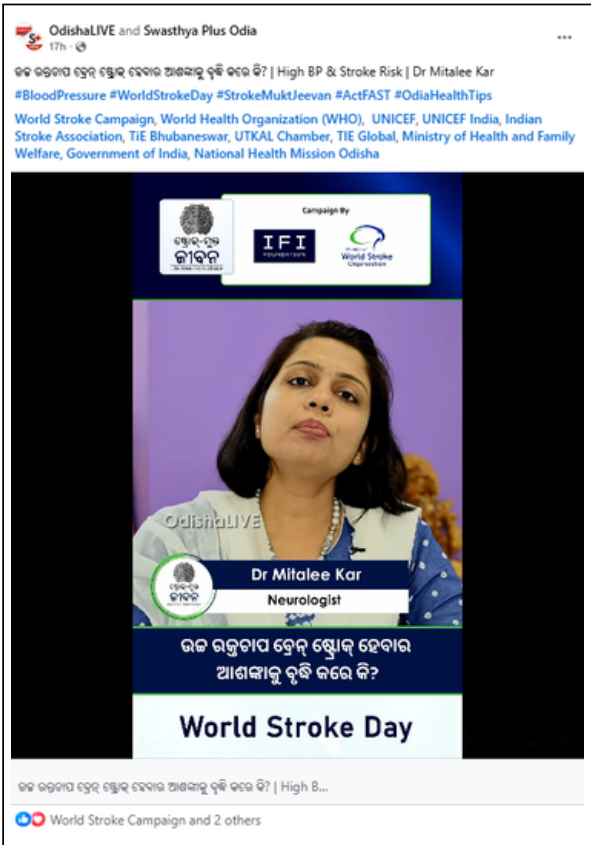 OdishaLIVE and Swasthya Plus Odia
17h
ଉଚ୍ଚ ରକ୍ତଚାପ ବ୍ରେନ୍ ଷ୍ଟ୍ରୋକ୍ ହେବାର ଆଶଙ୍କାକୁ ବୃଦ୍ଧି କରେ କି? | High BP & Stroke Risk | Dr Mitalee Kar
#BloodPressure #WorldStrokeDay #StrokeMuktJeevan #ActFAST #OdiaHealthTips
World Stroke Campaign, World Health Organization (WHO), UNICEF, UNICEF India, Indian
Stroke Association, TiE Bhubaneswar, UTKAL Chamber, TIE Global, Ministry of Health and Family
Welfare, Government of India, National Health Mission Odisha
ଷ୍ଟ୍ରୋକ୍-ମୁକ୍ତ
ଜୀବନ
Campaign By
IFI
FOUNDATION
World Stroke
Organization
OdishaLIVE
ଷ୍ଟ୍ରୋକ୍-ମୁକ୍ତ
ଜୀବନ
Dr Mitalee Kar
Neurologist
ଉଚ୍ଚ ରକ୍ତଚାପ ବ୍ରେନ୍ ଷ୍ଟ୍ରୋକ୍ ହେବାର
ଆଶଙ୍କାକୁ ବୃଦ୍ଧି କରେ କି?
World Stroke Day
ଉଚ୍ଚ ରକ୍ତଚାପ ବ୍ରେନ୍ ଷ୍ଟ୍ରୋକ୍ ହେବାର ଆଶଙ୍କାକୁ ବୃଦ୍ଧି କରେ କି? | High B...
World Stroke Campaign and 2 others